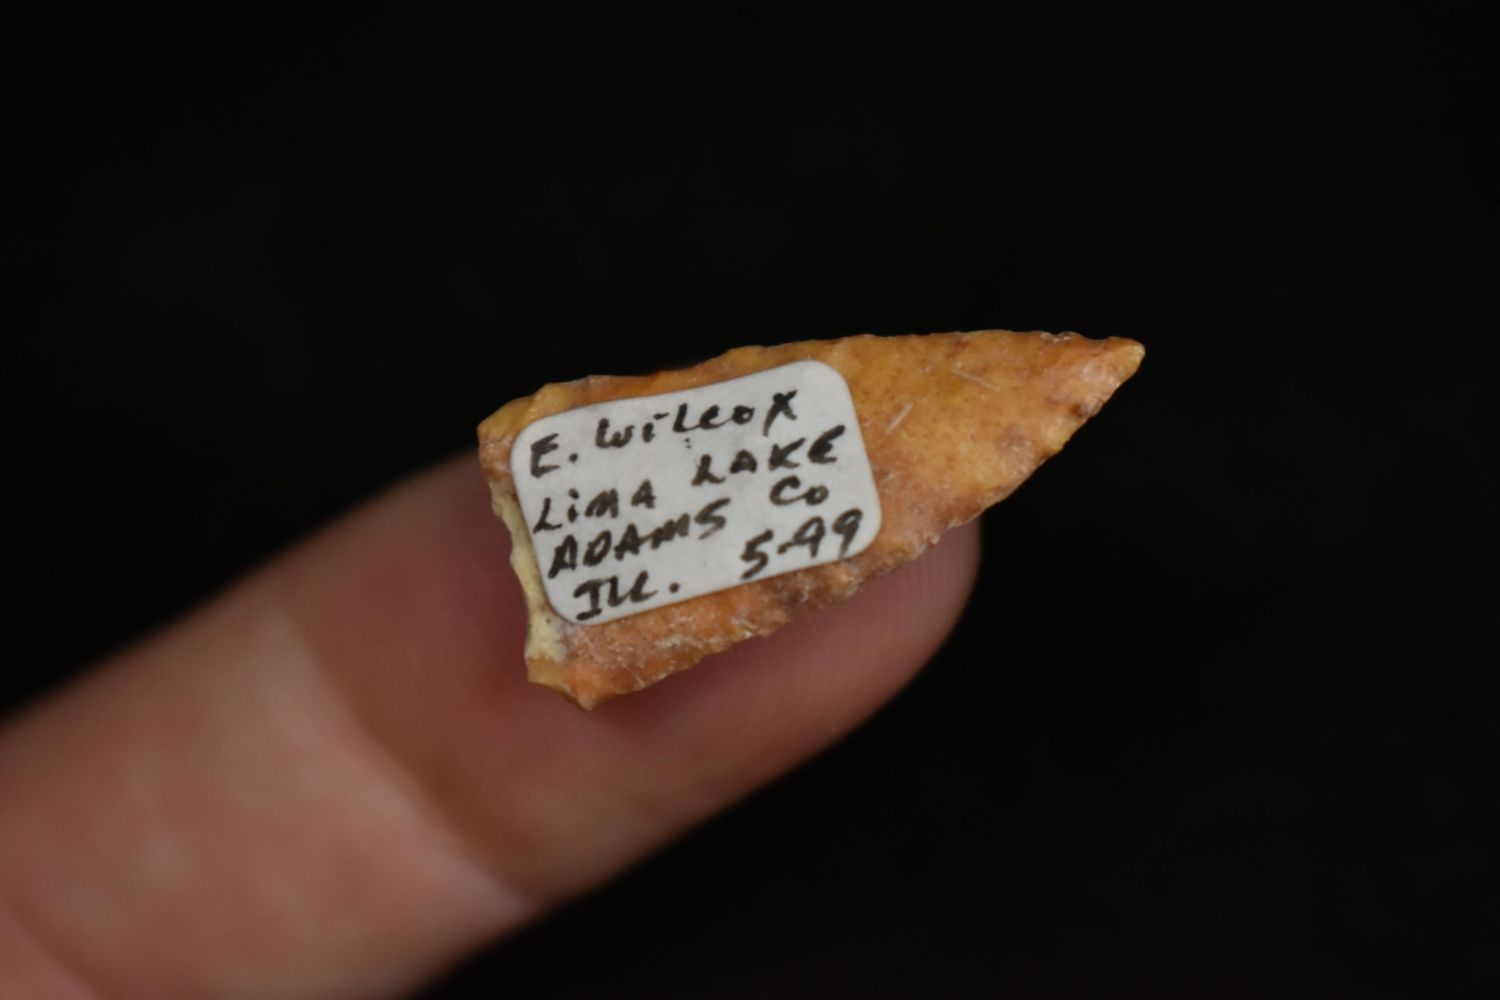 E. WiLcoX
LiMA LAKE
ADAMS Co
ILL. 5-99